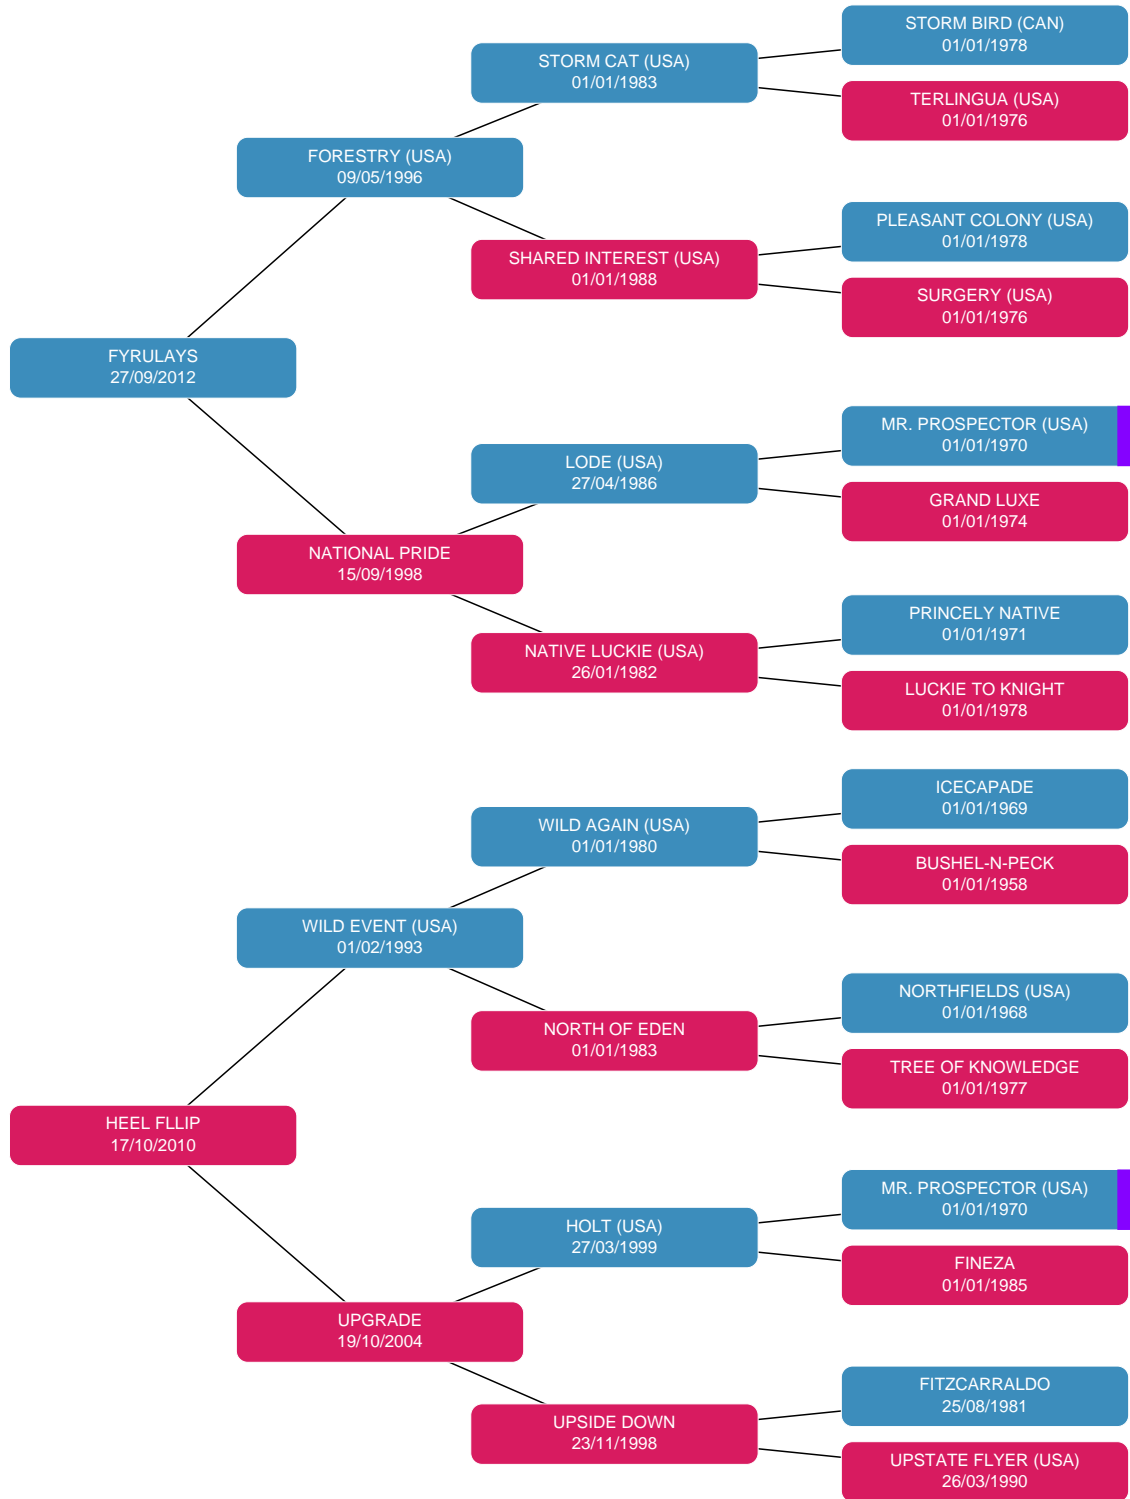 STORM BIRD (CAN)
01/01/1978
STORM CAT (USA)
01/01/1983
TERLINGUA (USA)
01/01/1976
FORESTRY (USA)
09/05/1996
PLEASANT COLONY (USA)
01/01/1978
SHARED INTEREST (USA)
01/01/1988
SURGERY (USA)
01/01/1976
FYRULAYS
27/09/2012
MR. PROSPECTOR (USA)
01/01/1970
LODE (USA)
27/04/1986
GRAND LUXE
01/01/1974
NATIONAL PRIDE
15/09/1998
PRINCELY NATIVE
01/01/1971
NATIVE LUCKIE (USA)
26/01/1982
LUCKIE TO KNIGHT
01/01/1978
ICECAPADE
01/01/1969
WILD AGAIN (USA)
01/01/1980
BUSHEL-N-PECK
01/01/1958
WILD EVENT (USA)
01/02/1993
NORTHFIELDS (USA)
01/01/1968
NORTH OF EDEN
01/01/1983
TREE OF KNOWLEDGE
01/01/1977
HEEL FLLIP
17/10/2010
MR. PROSPECTOR (USA)
01/01/1970
HOLT (USA)
27/03/1999
FINEZA
01/01/1985
UPGRADE
19/10/2004
FITZCARRALDO
25/08/1981
UPSIDE DOWN
23/11/1998
UPSTATE FLYER (USA)
26/03/1990